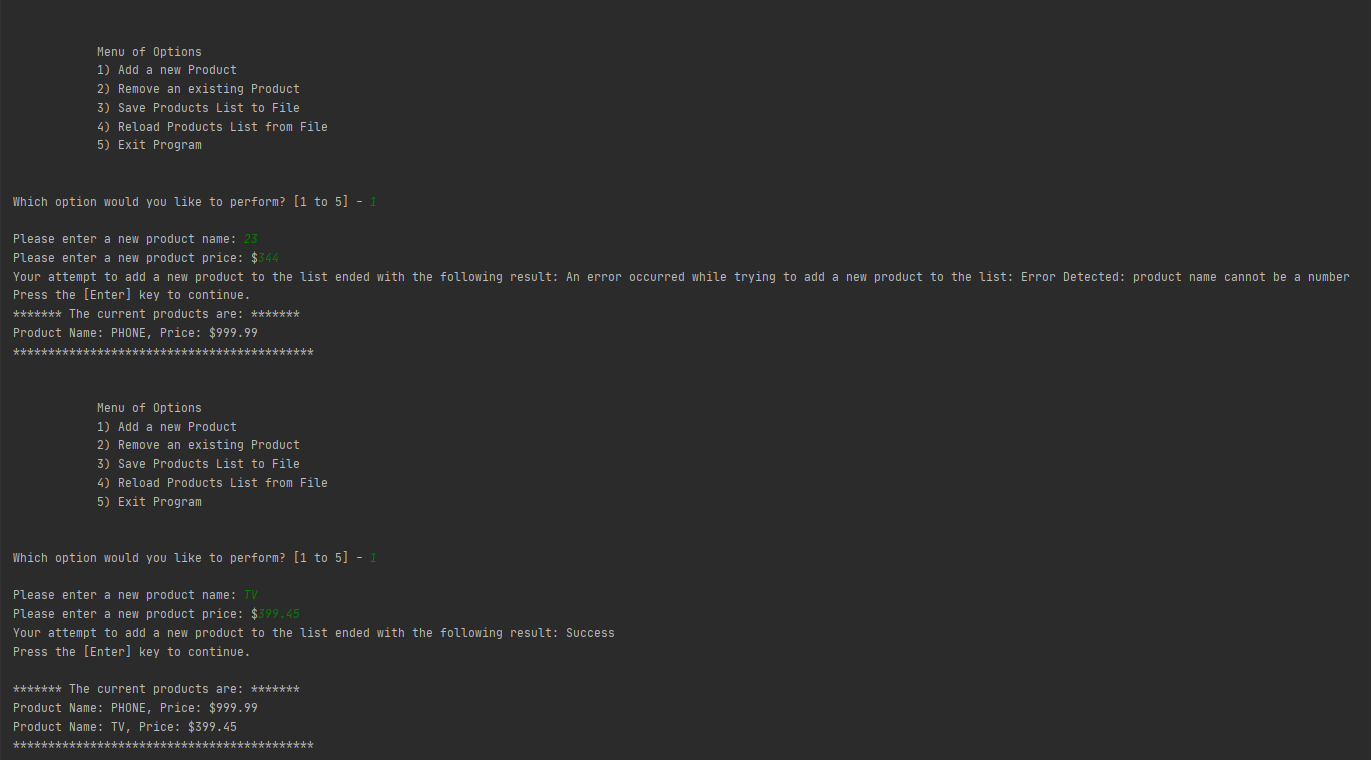 Menu of Options
1) Add a new Product
2) Remove an existing Product
3) Save Products List to File
4) Reload Products List from File
5) Exit Program
Which option would you like to perform? [1 to 5] - 1
Please enter a new product name: 23
Please enter a new product price: $344
Your attempt to add a new product to the list ended with the following result: An error occurred while trying to add a new product to the list: Error Detected: product name cannot be a number
Press the [Enter] key to continue.
******* The current products are: *******
Product Name: PHONE, Price: $999.99
*******************************************
Menu of Options
1) Add a new Product
2) Remove an existing Product
3) Save Products List to File
4) Reload Products List from File
5) Exit Program
Which option would you like to perform? [1 to 5] - 1
Please enter a new product name: TV
Please enter a new product price: $399.45
Your attempt to add a new product to the list ended with the following result: Success
Press the [Enter] key to continue.
******* The current products are: *******
Product Name: PHONE, Price: $999.99
Product Name: TV, Price: $399.45
*******************************************